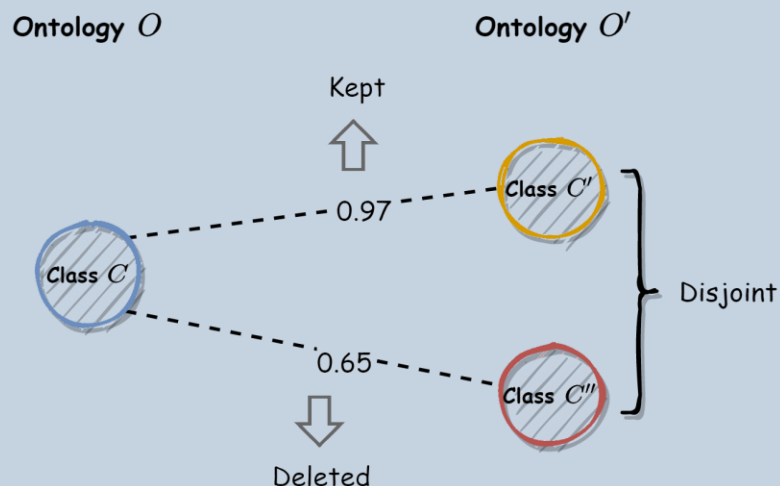 Ontology O
Ontology O′
Kept
Class C′
0.97
Class C
Disjoint
0.65
Class C″
Deleted